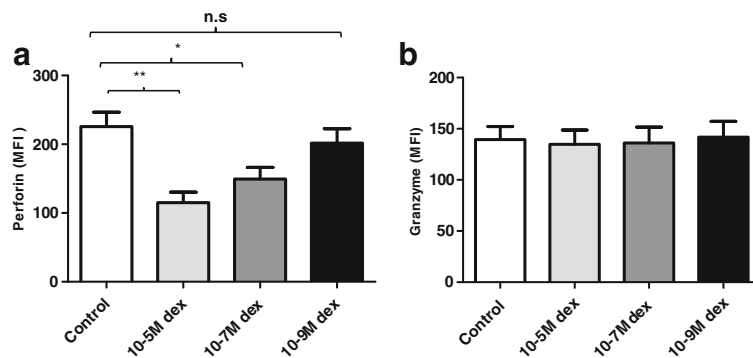 n.s
a
*
**
300
200
100
0
Perforin (MFI )
Control
10-5M dex
10-7M dex
10-9M dex
b
200
150
100
50
0
Granzyme (MFI)
Control
10-5M dex
10-7M dex
10-9M dex